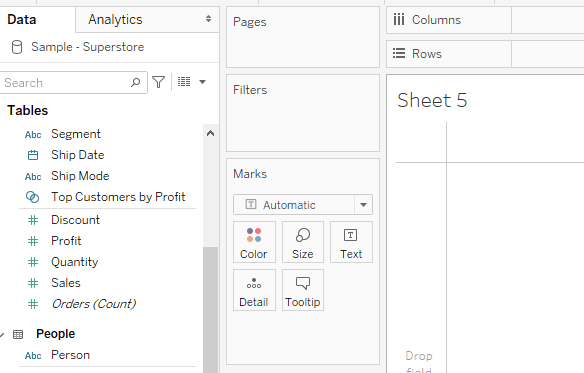 Data
Analytics
Sample - Superstore
Search
Tables
Abc Segment
Ship Date
Abc Ship Mode
Top Customers by Profit
# Discount
# Profit
# Quantity
# Sales
# Orders (Count)
People
Abc Person
Pages
Filters
Marks
T Automatic
Color
Size
T Text
Detail
Tooltip
Columns
Rows
Sheet 5
Drop
field